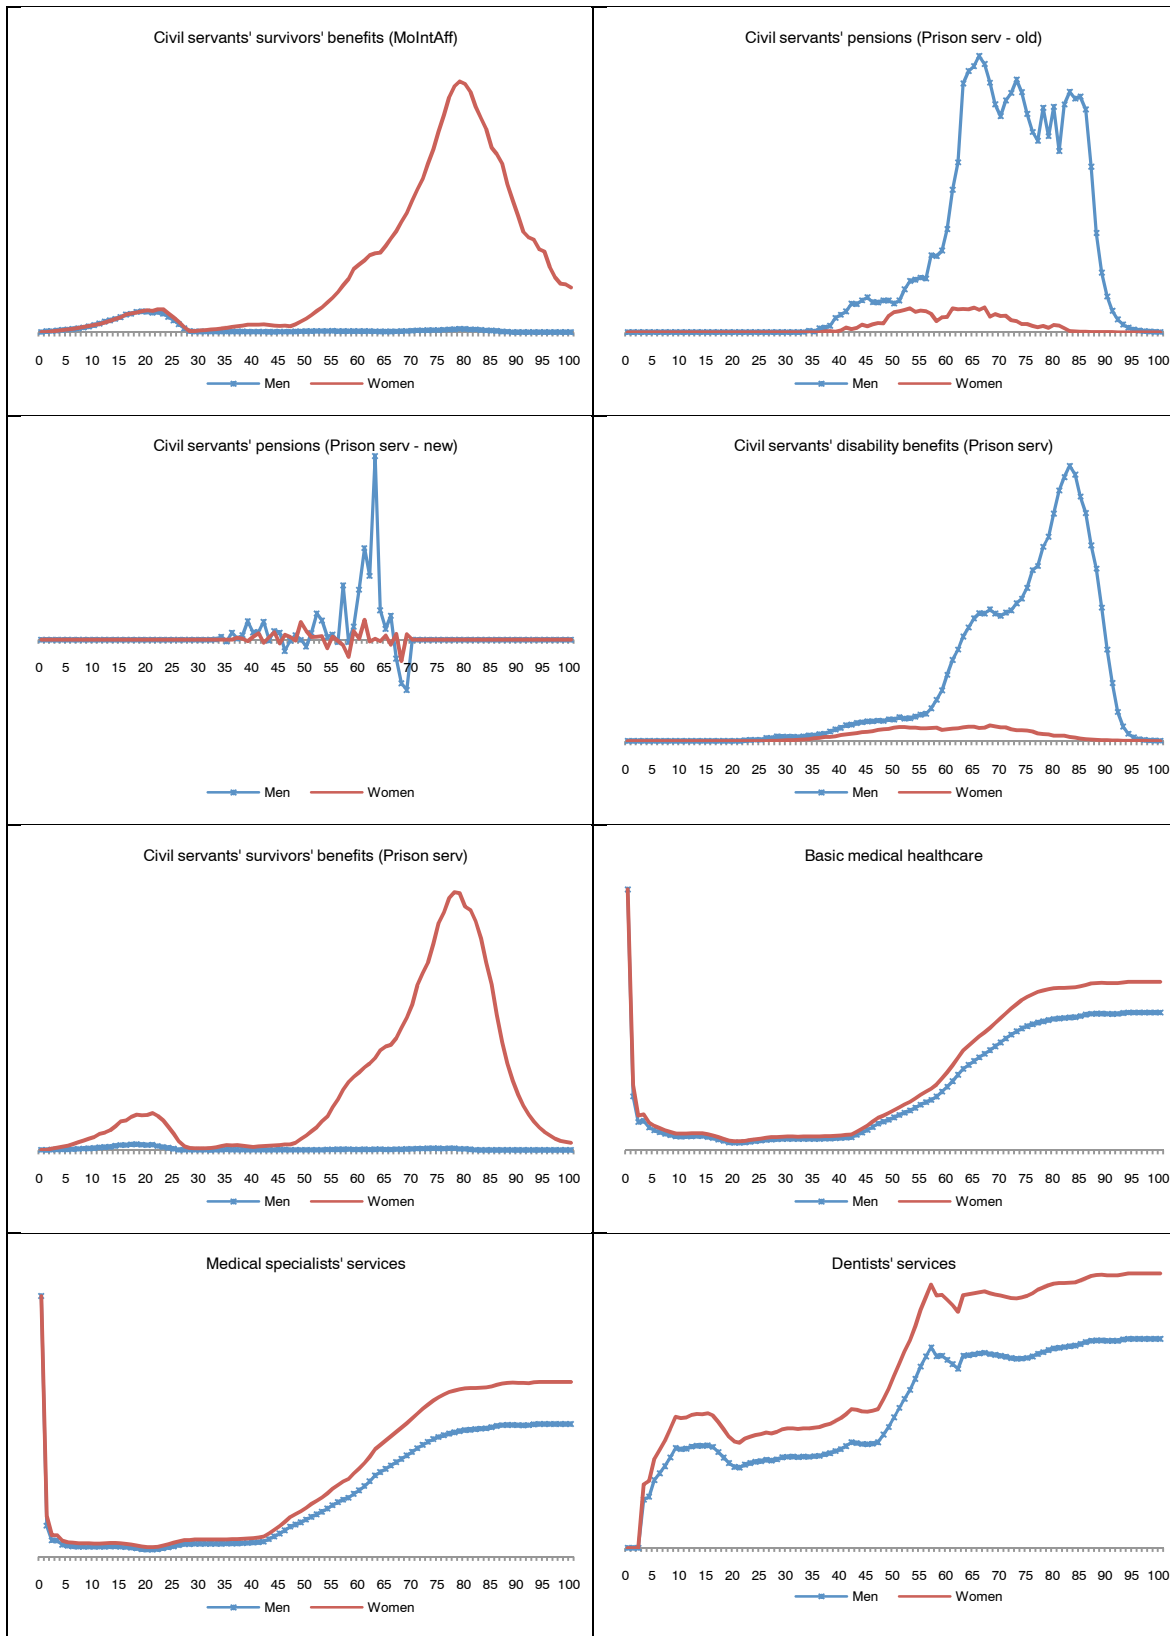 Civil servants' survivors' benefits (MoIntAff)
0 5 10 15 20 25 30 35 40 45 50 55 60 65 70 75 80 85 90 95 100
Men Women
Civil servants' pensions (Prison serv - old)
0 5 10 15 20 25 30 35 40 45 50 55 60 65 70 75 80 85 90 95 100
Men Women
Civil servants' pensions (Prison serv - new)
0 5 10 15 20 25 30 35 40 45 50 55 60 65 70 75 80 85 90 95 100
Men Women
Civil servants' disability benefits (Prison serv)
0 5 10 15 20 25 30 35 40 45 50 55 60 65 70 75 80 85 90 95 100
Men Women
Civil servants' survivors' benefits (Prison serv)
0 5 10 15 20 25 30 35 40 45 50 55 60 65 70 75 80 85 90 95 100
Men Women
Basic medical healthcare
0 5 10 15 20 25 30 35 40 45 50 55 60 65 70 75 80 85 90 95 100
Men Women
Medical specialists' services
0 5 10 15 20 25 30 35 40 45 50 55 60 65 70 75 80 85 90 95 100
Men Women
Dentists' services
0 5 10 15 20 25 30 35 40 45 50 55 60 65 70 75 80 85 90 95 100
Men Women